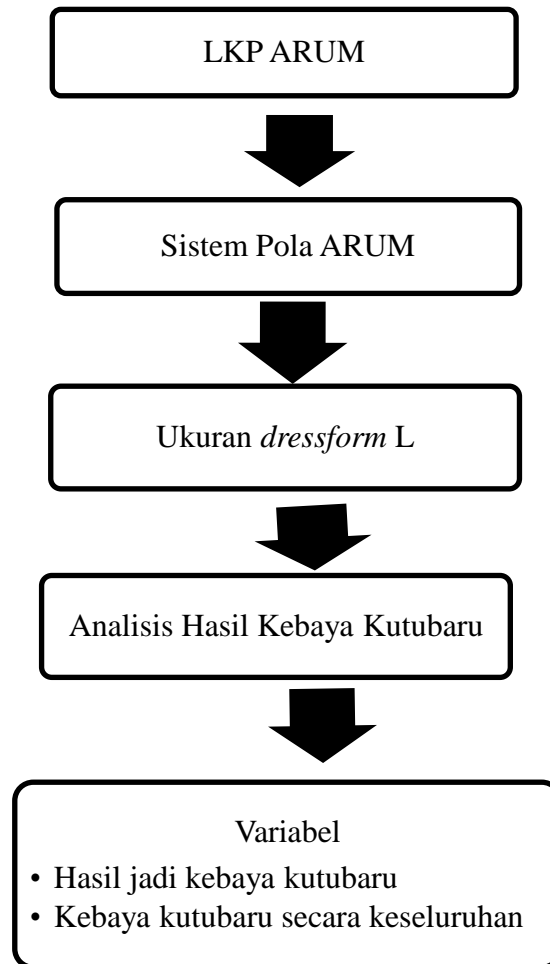 LKP ARUM
Sistem Pola ARUM
Ukuran dressform L
Analisis Hasil Kebaya Kutubaru
Variabel
• Hasil jadi kebaya kutubaru
• Kebaya kutubaru secara keseluruhan